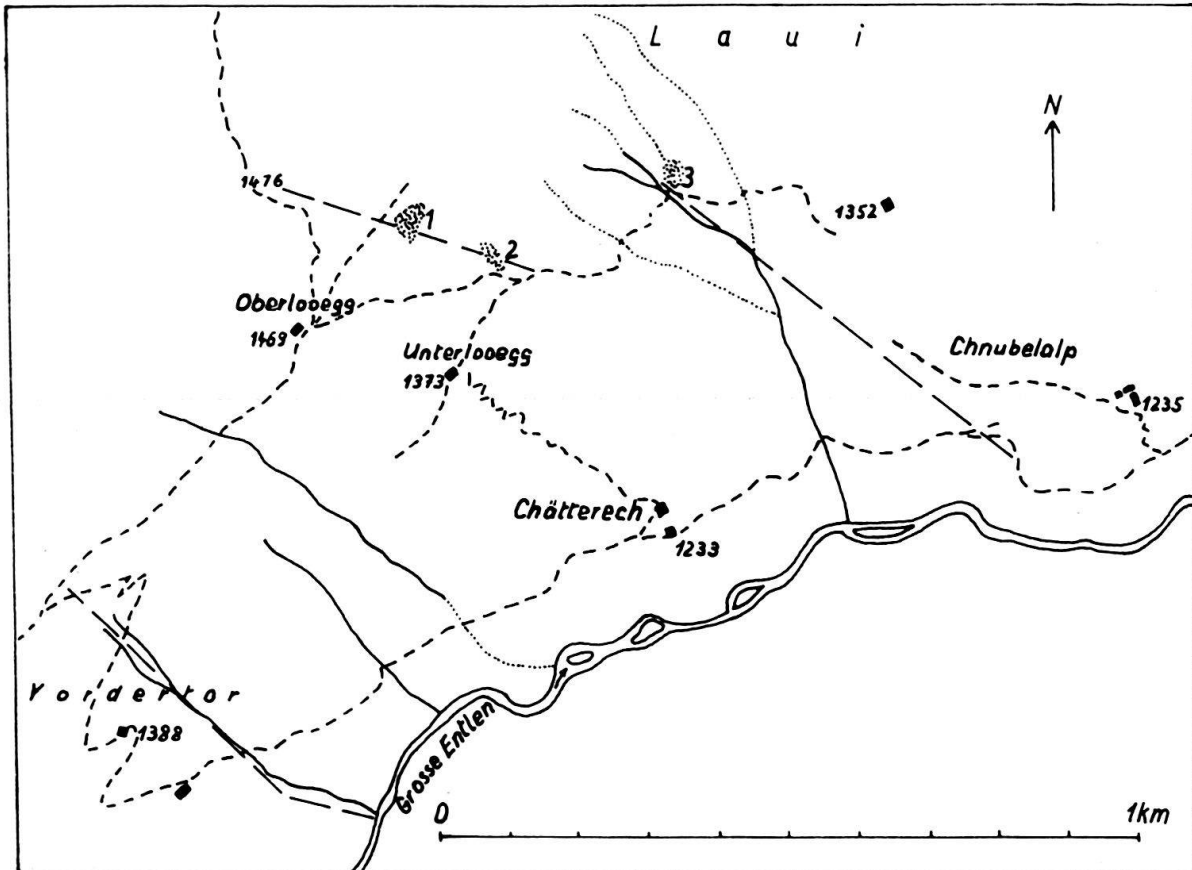 L a u i
N
1476
1
2
3
1352
Oberlooegg
1469
Unterlooegg
1373
Chnubelalp
1235
Chätterech
1233
Vordertor
1388
Grosse Entlen
0
1km